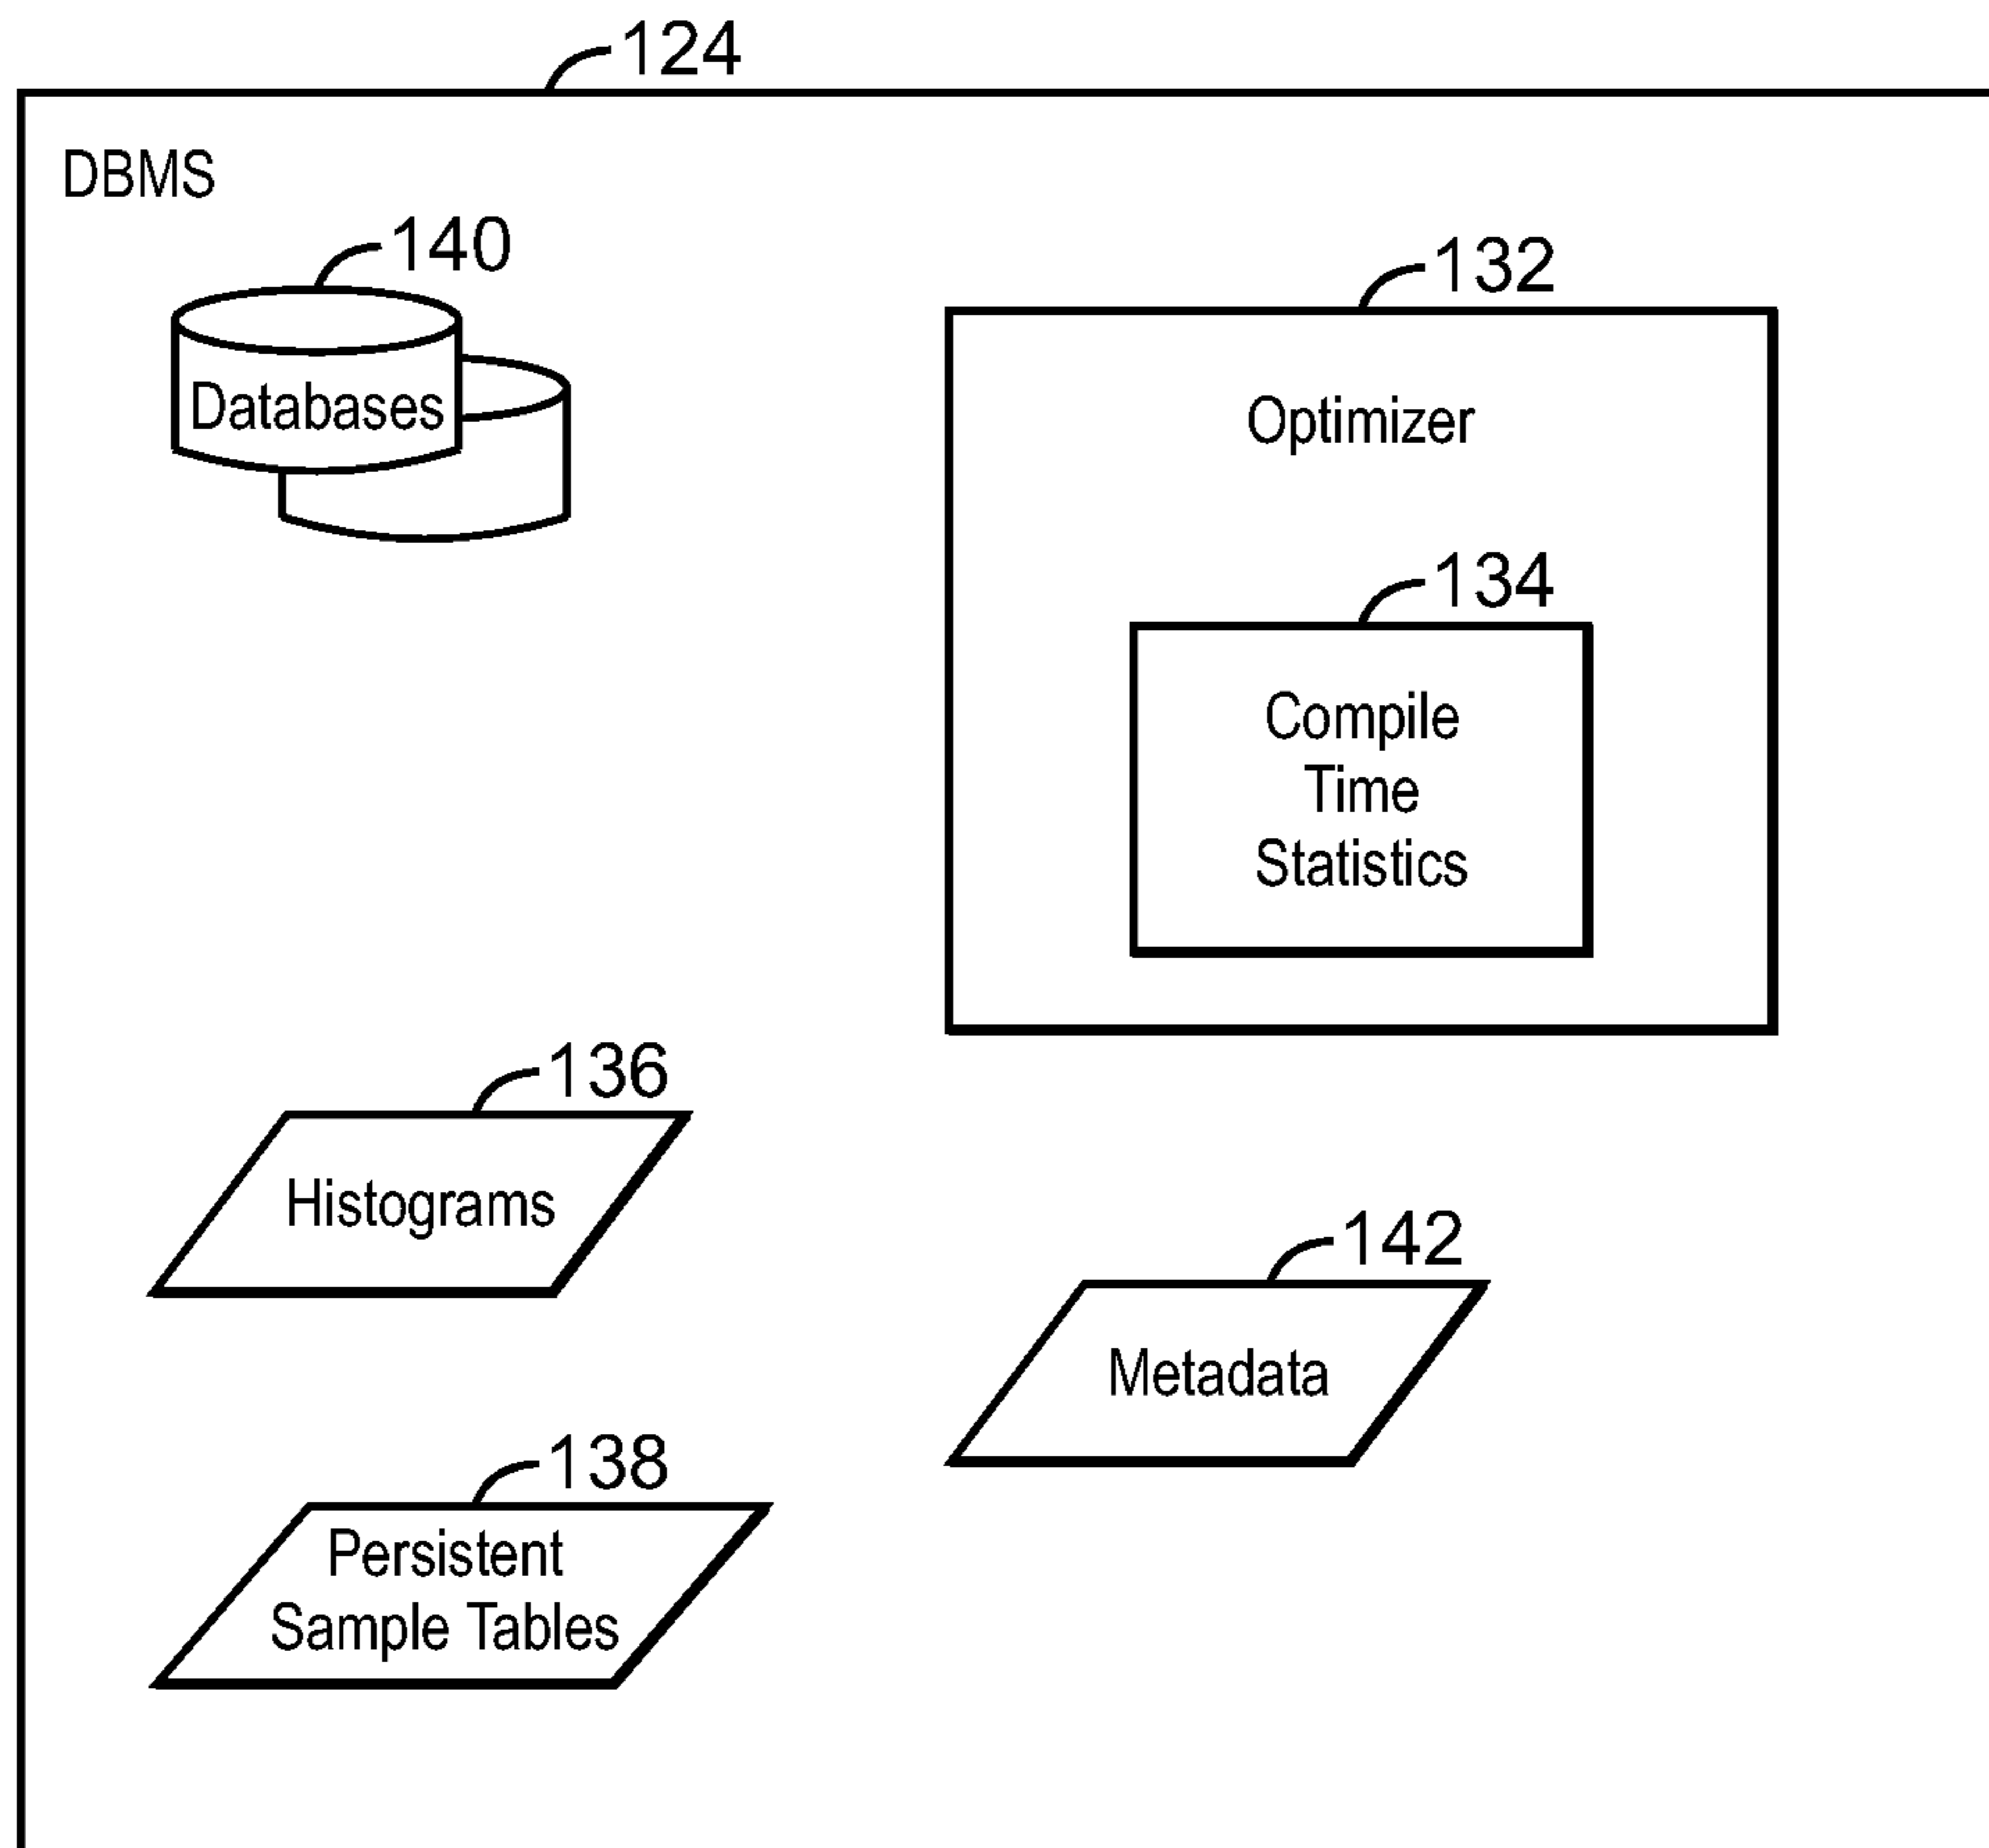 124
DBMS
140
Databases
132
Optimizer
134
Compile
Time
Statistics
136
Histograms
142
Metadata
138
Persistent
Sample Tables